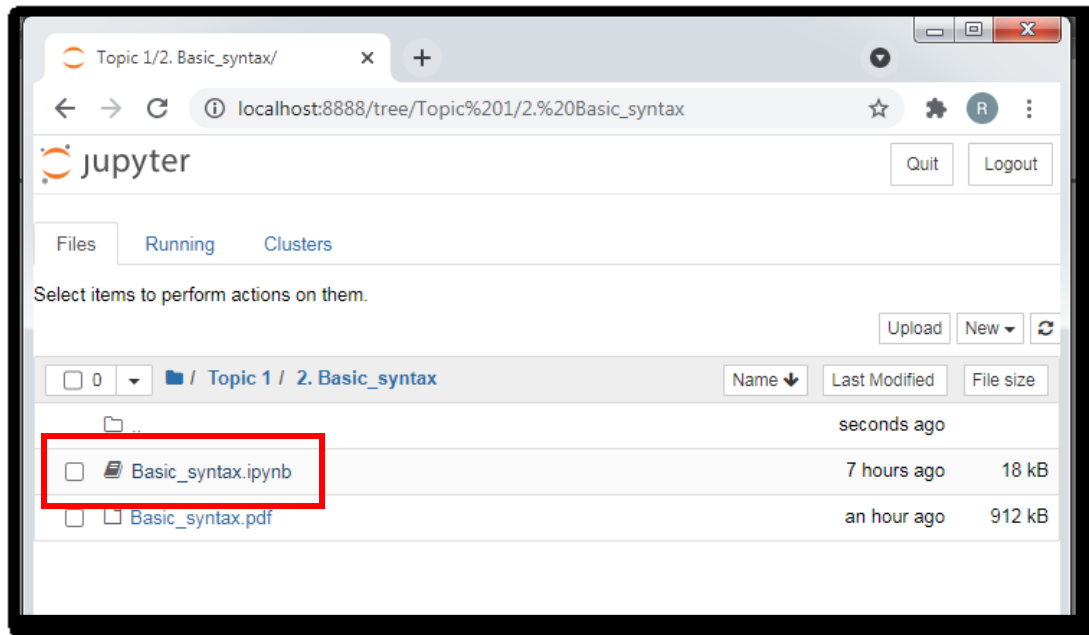 Topic 1/2. Basic_syntax/
localhost:8888/tree/Topic%201/2.%20Basic_syntax
R
jupyter
Quit
Logout
Files
Running
Clusters
Select items to perform actions on them.
Upload
New
0
/ Topic 1 / 2. Basic_syntax
Name
Last Modified
File size
..
seconds ago
Basic_syntax.ipynb
7 hours ago
18 kB
Basic_syntax.pdf
an hour ago
912 kB